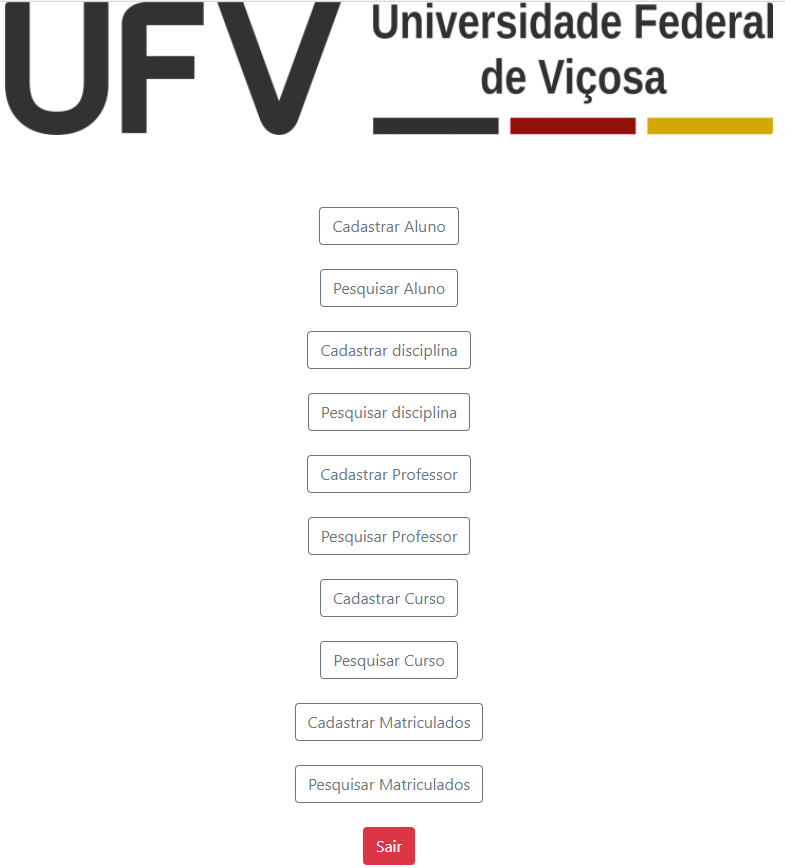 UFV
Universidade Federal
de Viçosa
Cadastrar Aluno
Pesquisar Aluno
Cadastrar disciplina
Pesquisar disciplina
Cadastrar Professor
Pesquisar Professor
Cadastrar Curso
Pesquisar Curso
Cadastrar Matriculados
Pesquisar Matriculados
Sair